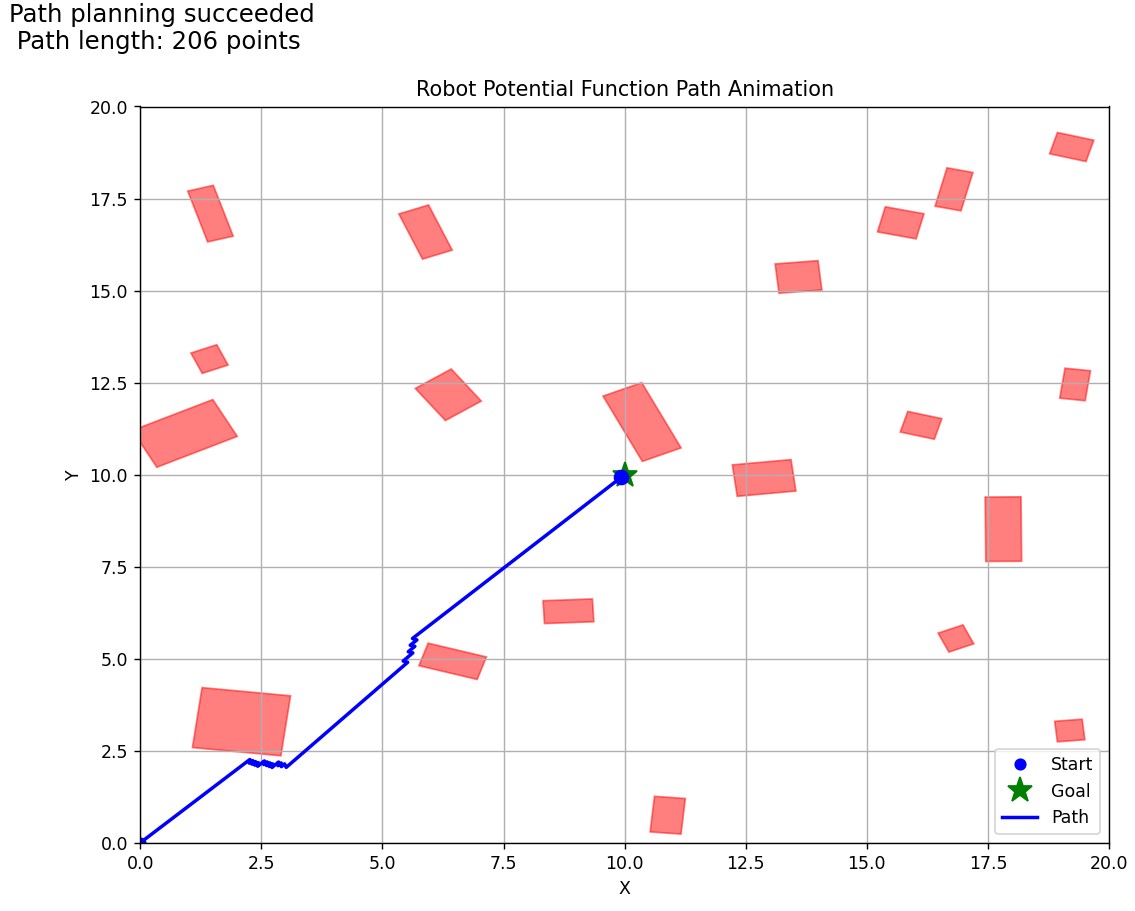 Path planning succeeded
Path length: 206 points
Robot Potential Function Path Animation
20.0
17.5
15.0
12.5
10.0
7.5
5.0
2.5
0.0
Y
0.0 2.5 5.0 7.5 10.0 12.5 15.0 17.5 20.0
X
Start
Goal
Path